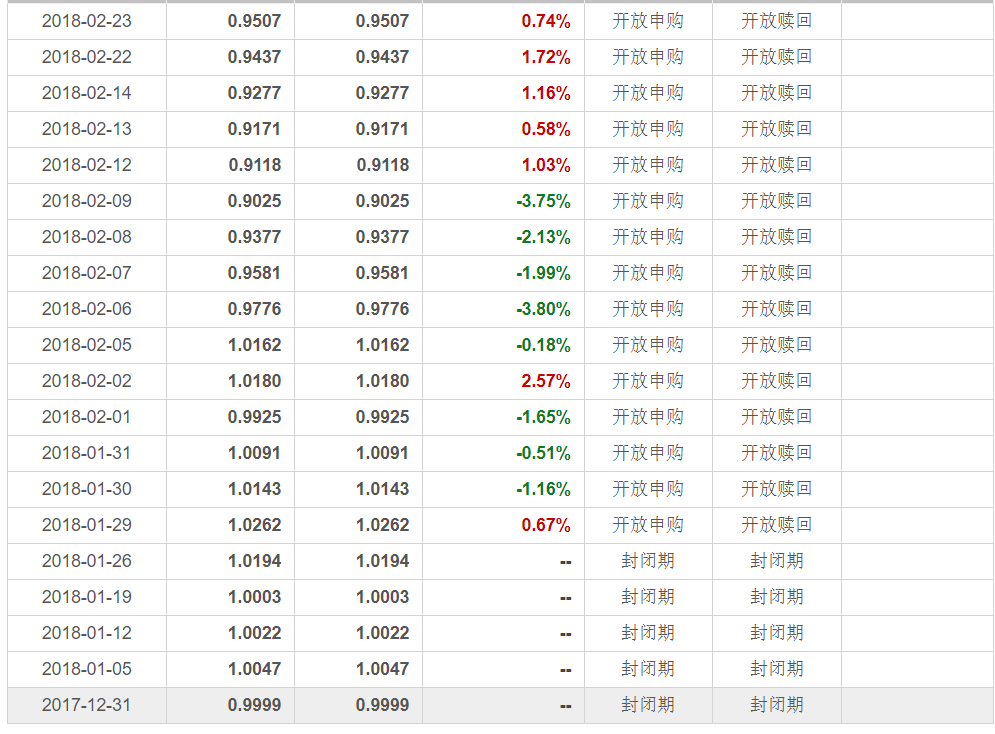 2018-02-23 0.9507 0.9507 0.74% 开放申购 开放赎回
2018-02-22 0.9437 0.9437 1.72% 开放申购 开放赎回
2018-02-14 0.9277 0.9277 1.16% 开放申购 开放赎回
2018-02-13 0.9171 0.9171 0.58% 开放申购 开放赎回
2018-02-12 0.9118 0.9118 1.03% 开放申购 开放赎回
2018-02-09 0.9025 0.9025 -3.75% 开放申购 开放赎回
2018-02-08 0.9377 0.9377 -2.13% 开放申购 开放赎回
2018-02-07 0.9581 0.9581 -1.99% 开放申购 开放赎回
2018-02-06 0.9776 0.9776 -3.80% 开放申购 开放赎回
2018-02-05 1.0162 1.0162 -0.18% 开放申购 开放赎回
2018-02-02 1.0180 1.0180 2.57% 开放申购 开放赎回
2018-02-01 0.9925 0.9925 -1.65% 开放申购 开放赎回
2018-01-31 1.0091 1.0091 -0.51% 开放申购 开放赎回
2018-01-30 1.0143 1.0143 -1.16% 开放申购 开放赎回
2018-01-29 1.0262 1.0262 0.67% 开放申购 开放赎回
2018-01-26 1.0194 1.0194 -- 封闭期 封闭期
2018-01-19 1.0003 1.0003 -- 封闭期 封闭期
2018-01-12 1.0022 1.0022 -- 封闭期 封闭期
2018-01-05 1.0047 1.0047 -- 封闭期 封闭期
2017-12-31 0.9999 0.9999 -- 封闭期 封闭期